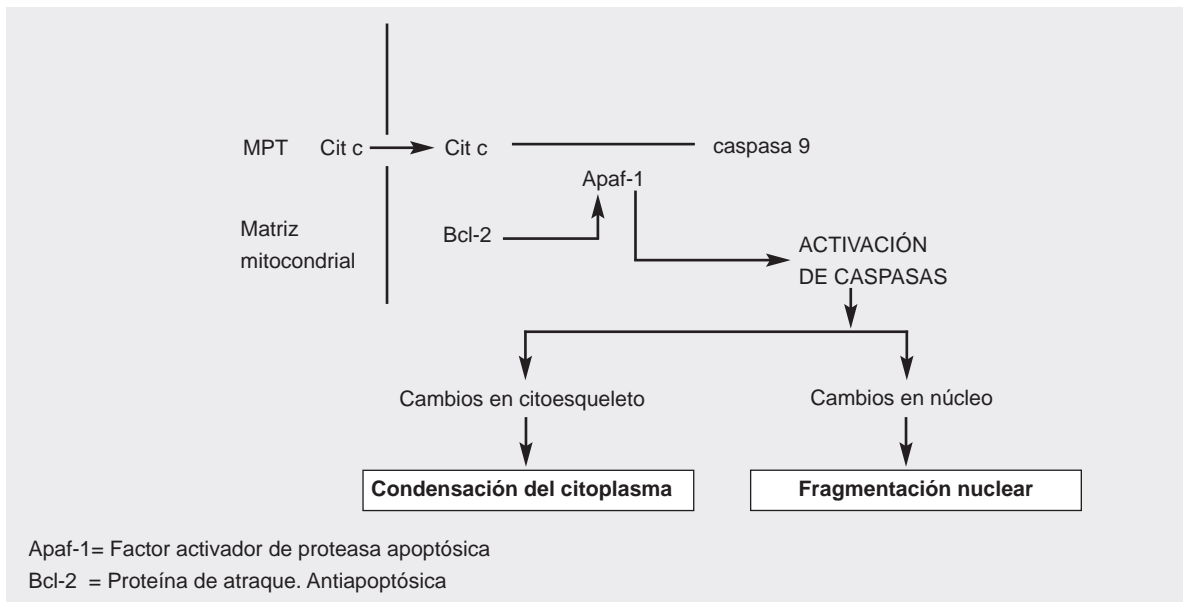 MPT Cit c Cit c caspasa 9
Apaf-1
Matriz
mitocondrial
Bcl-2
ACTIVACIÓN
DE CASPASAS
Cambios en citoesqueleto Cambios en núcleo
Condensación del citoplasma Fragmentación nuclear
Apaf-1= Factor activador de proteasa apoptósica
Bcl-2 = Proteína de atraque. Antiapoptósica